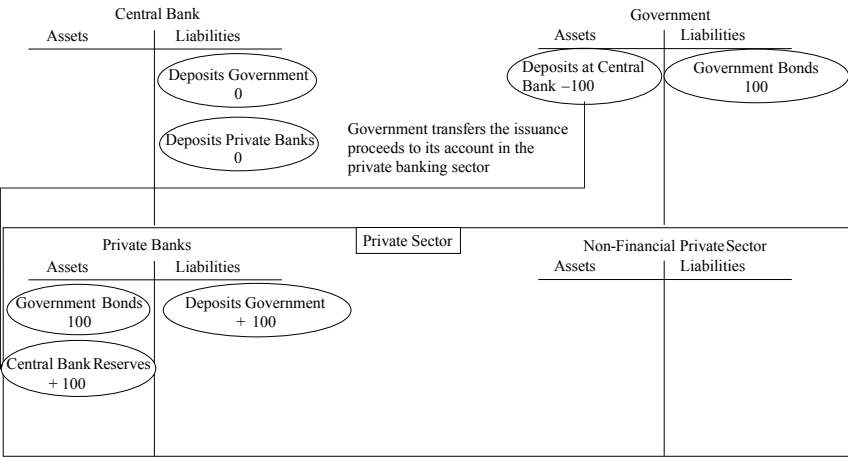 Central Bank
Assets Liabilities
Deposits Government
0
Deposits Private Banks
0
Government
Assets Liabilities
Deposits at Central
Bank −100
Government Bonds
100
Government transfers the issuance
proceeds to its account in the
private banking sector
Private Sector
Private Banks
Assets Liabilities
Government Bonds
100
Deposits Government
+ 100
Central Bank Reserves
+ 100
Non-Financial Private Sector
Assets Liabilities